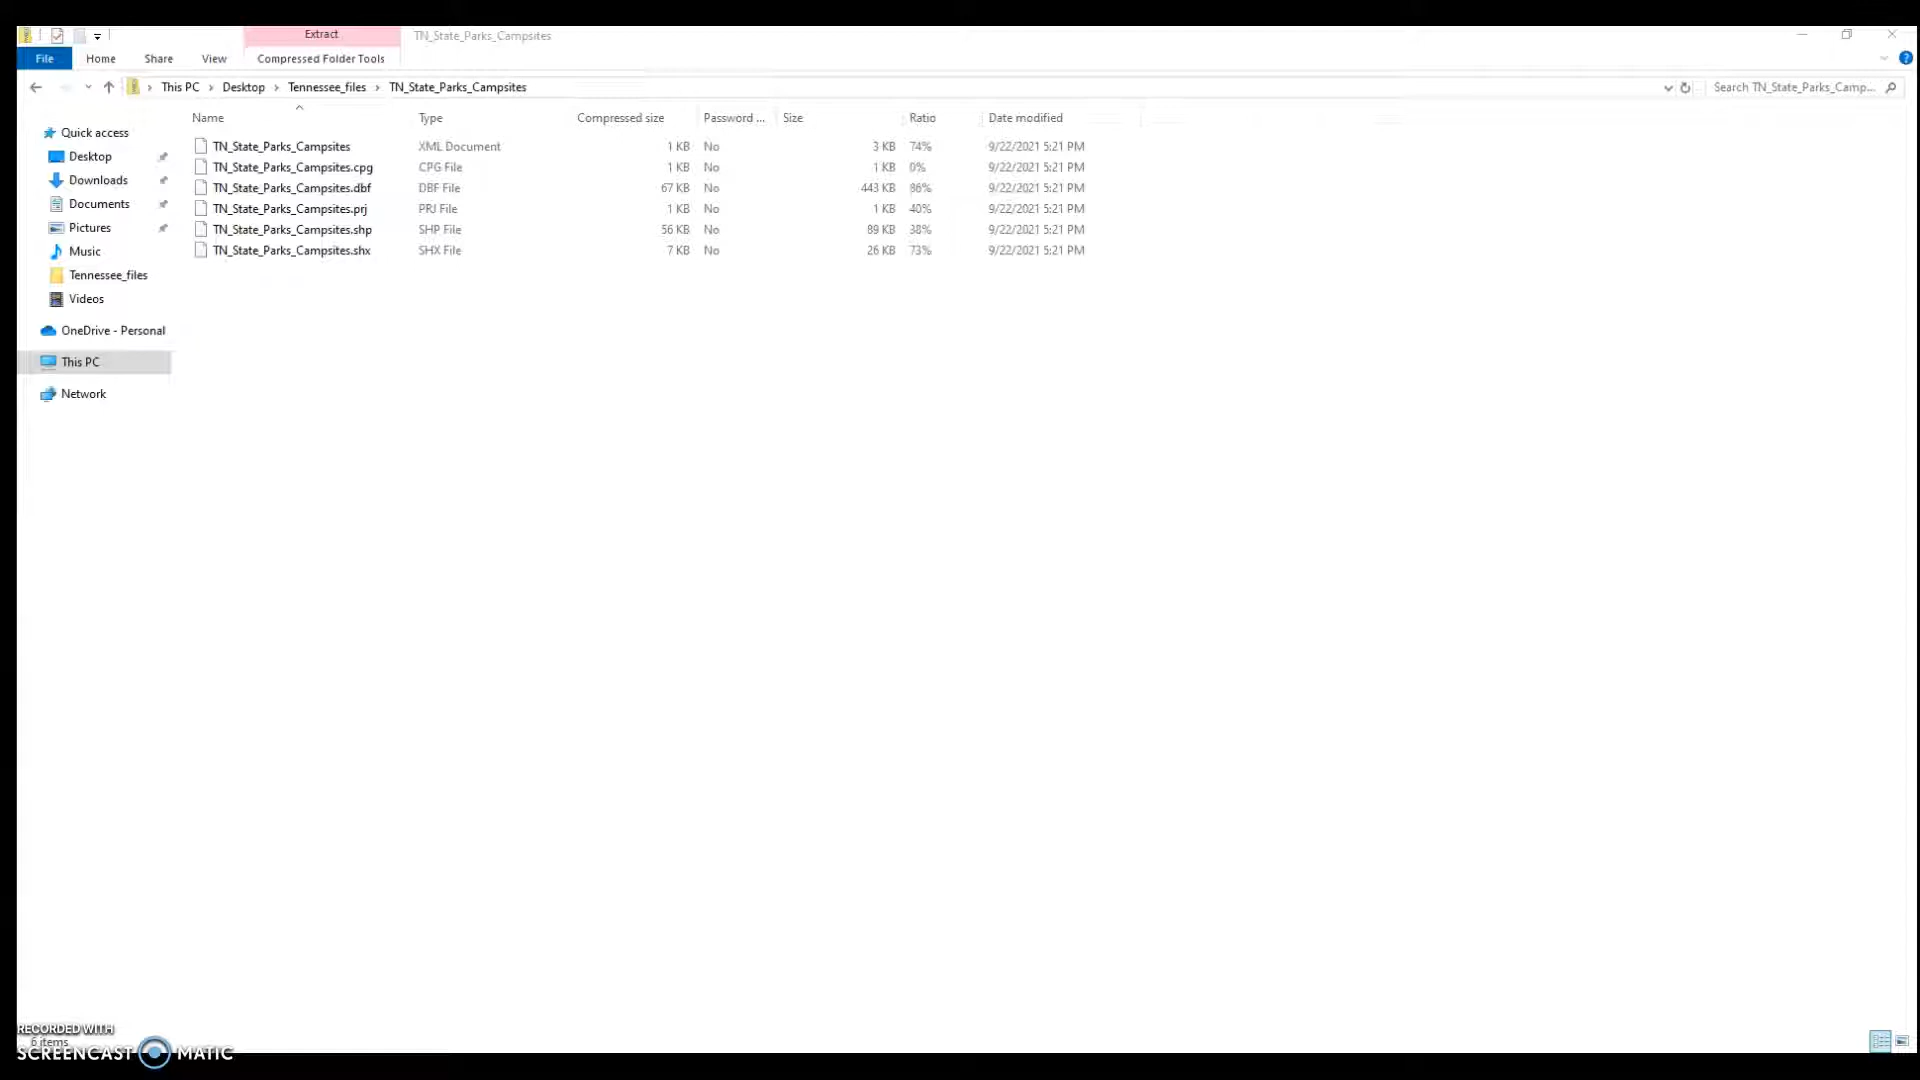 Extract
TN_State_Parks_Campsites
File Home Share View Compressed Folder Tools
This PC Desktop Tennessee_files TN_State_Parks_Campsites
Search TN_State_Parks_Camp...
Name Type Compressed size Password ... Size Ratio Date modified
TN_State_Parks_Campsites XML Document 1 KB No 3 KB 74% 9/22/2021 5:21 PM
TN_State_Parks_Campsites.cpg CPG File 1 KB No 1 KB 0% 9/22/2021 5:21 PM
TN_State_Parks_Campsites.dbf DBF File 67 KB No 443 KB 86% 9/22/2021 5:21 PM
TN_State_Parks_Campsites.prj PRJ File 1 KB No 1 KB 40% 9/22/2021 5:21 PM
TN_State_Parks_Campsites.shp SHP File 56 KB No 89 KB 38% 9/22/2021 5:21 PM
TN_State_Parks_Campsites.shx SHX File 7 KB No 26 KB 73% 9/22/2021 5:21 PM
Quick access
Desktop
Downloads
Documents
Pictures
Music
Tennessee_files
Videos
OneDrive - Personal
This PC
Network
RECORDED WITH
6 items
SCREENCAST MATIC